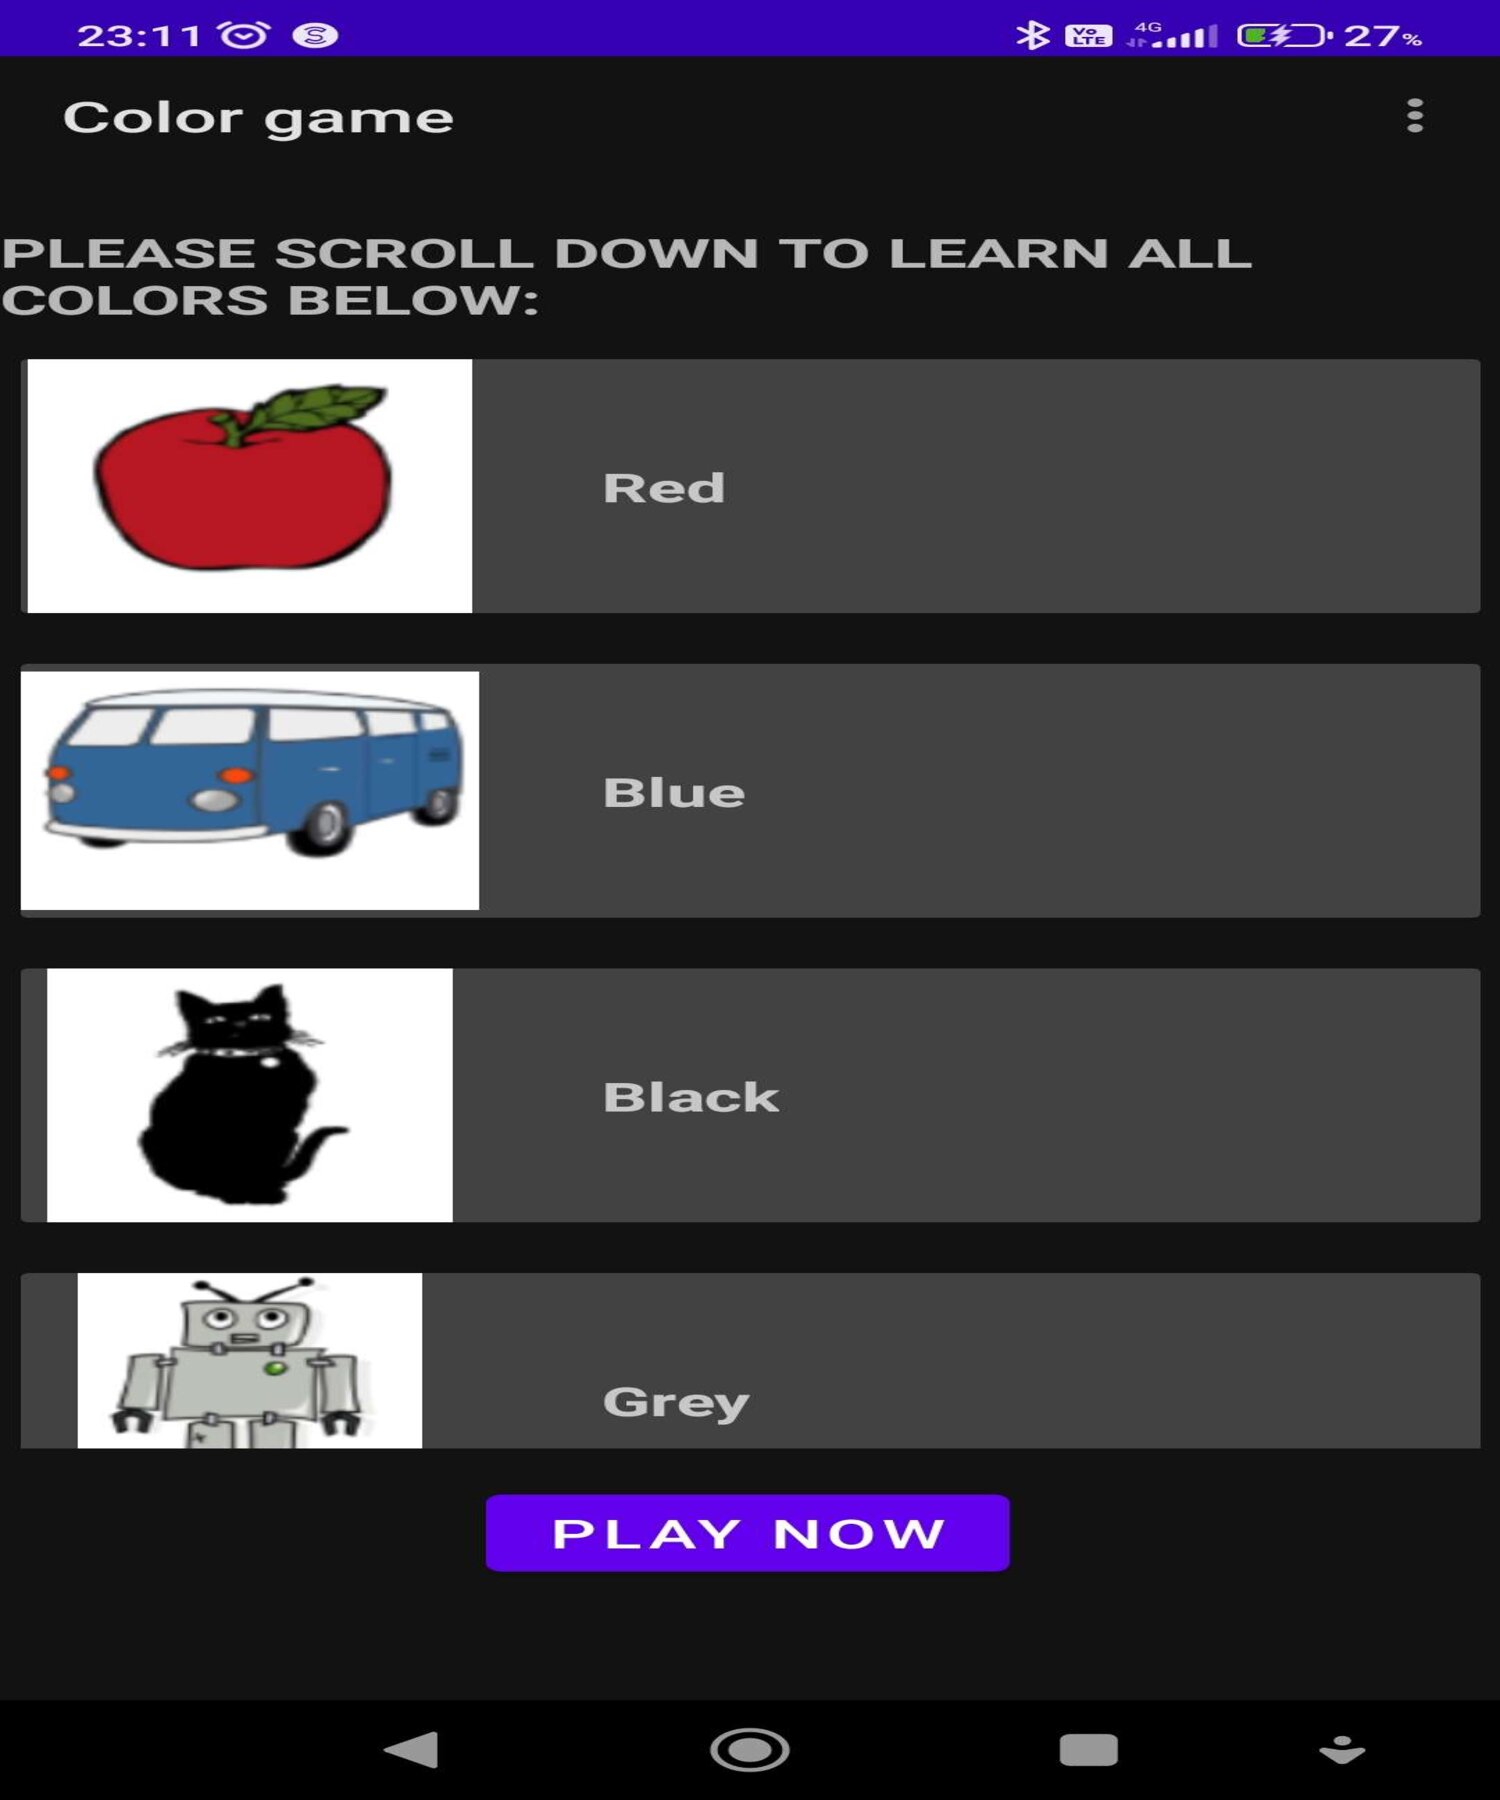 23:11 S Vo LTE 4G 27%
Color game
PLEASE SCROLL DOWN TO LEARN ALL
COLORS BELOW:
Red
Blue
Black
Grey
PLAY NOW